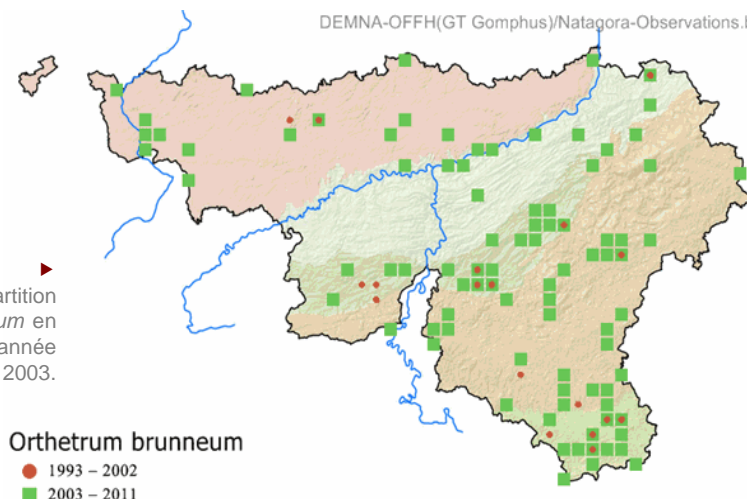 DEMNA-OFFH(GT Gomphus)/Natagora-Observations.b
artition
um en
année
2003.
Orthetrum brunneum
1993 – 2002
2003 – 2011